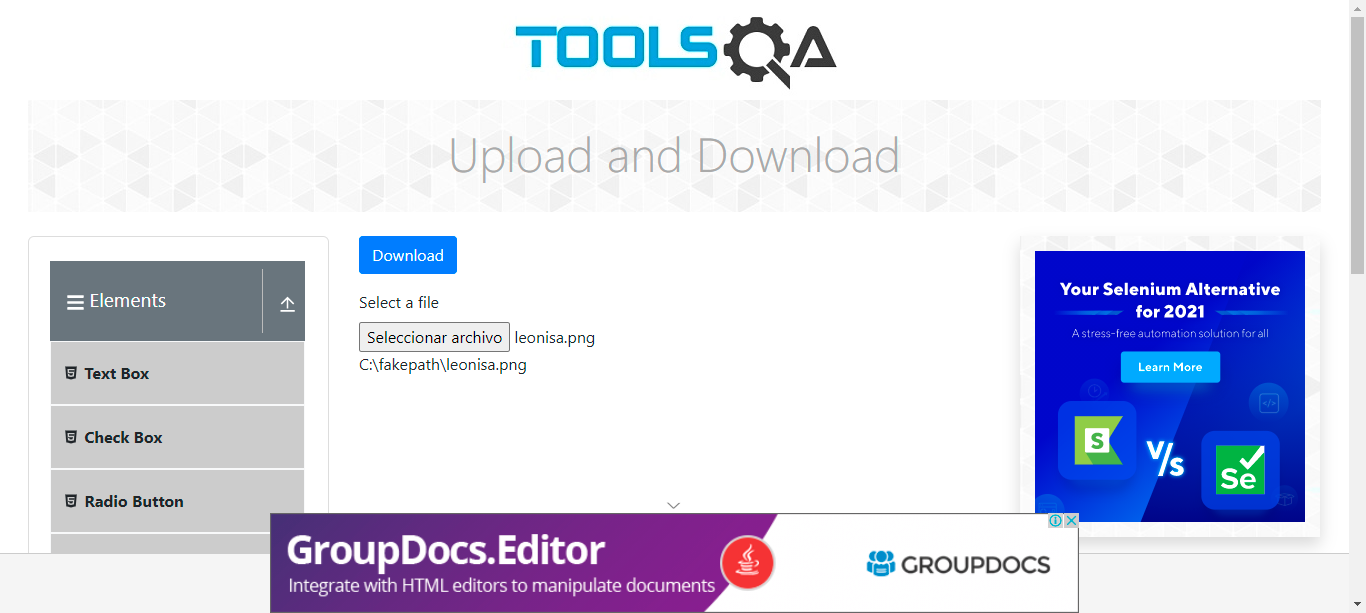 TOOLSQA
Upload and Download
Elements
Text Box
Check Box
Radio Button
Download
Select a file
Seleccionar archivo leonisa.png
C:\fakepath\leonisa.png
Your Selenium Alternative
for 2021
A stress-free automation solution for all
Learn More
S
V/s
Se
GroupDocs.Editor
Integrate with HTML editors to manipulate documents
GROUPDOCS